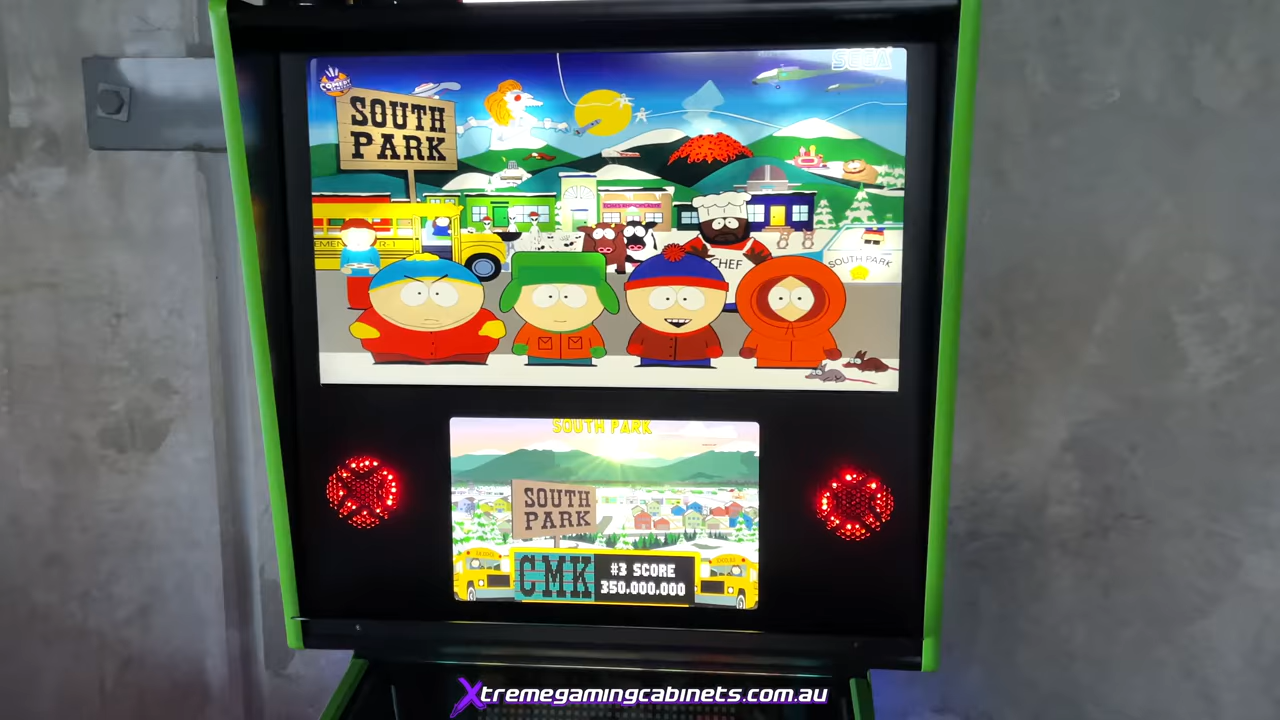 SEGA
COMEDY
SOUTH
PARK
CHEF
SOUTH PARK
SOUTH PARK
SOUTH
PARK
CMK
#3 SCORE
350,000,000
Xtremegamingcabinets.com.au